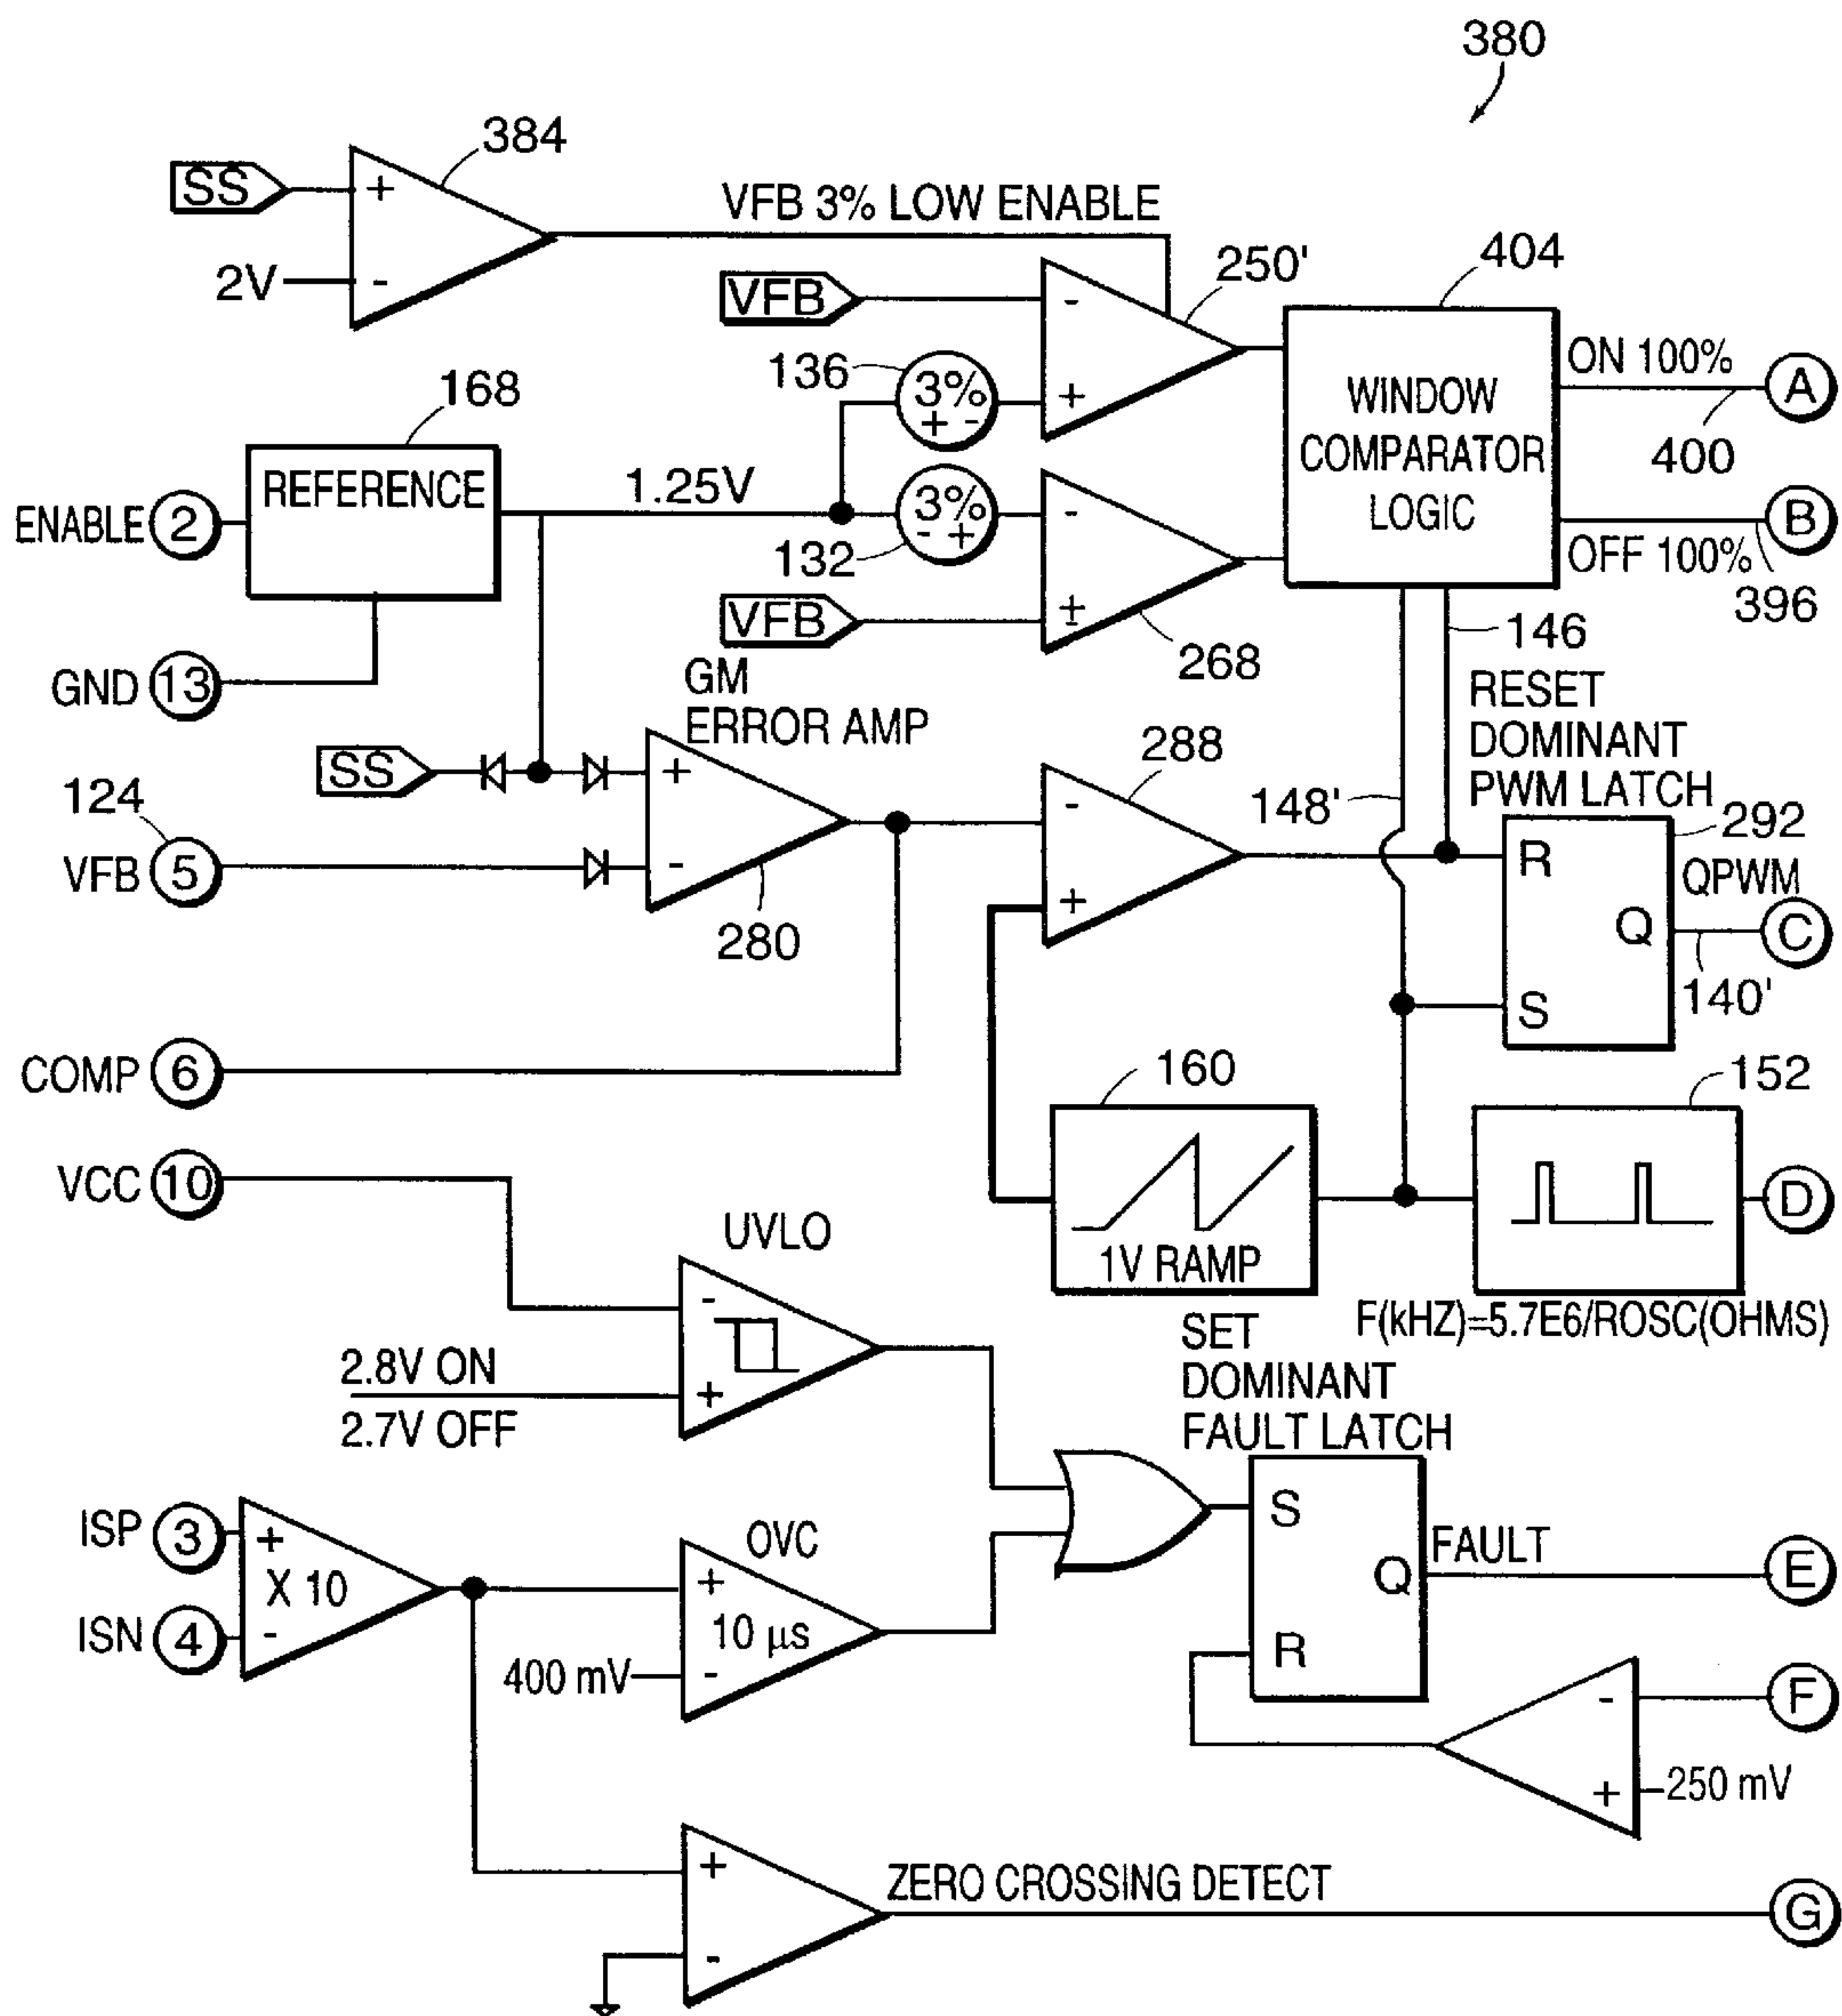 380
384
SS
+
VFB 3% LOW ENABLE
2V
-
VFB
-
250'
404
136
3%
+ -
+
ON 100%
A
400
WINDOW
COMPARATOR
LOGIC
168
REFERENCE
1.25V
ENABLE 2
3%
- +
132
-
B
OFF 100%
396
VFB
±
268
146
GND 13
GM
ERROR AMP
RESET
DOMINANT
PWM LATCH
SS
+
288
-
148'
292
124
VFB 5
-
280
+
R
QPWM
Q
C
140'
S
COMP 6
160
152
VCC 10
1V RAMP
D
F(kHZ)=5.7E6/ROSC(OHMS)
UVLO
-
2.8V ON
+
2.7V OFF
SET
DOMINANT
FAULT LATCH
ISP 3
+
X 10
ISN 4
-
OVC
+
10 µs
400 mV
-
S
Q
FAULT
E
R
-
F
+
250 mV
+
ZERO CROSSING DETECT
G
-